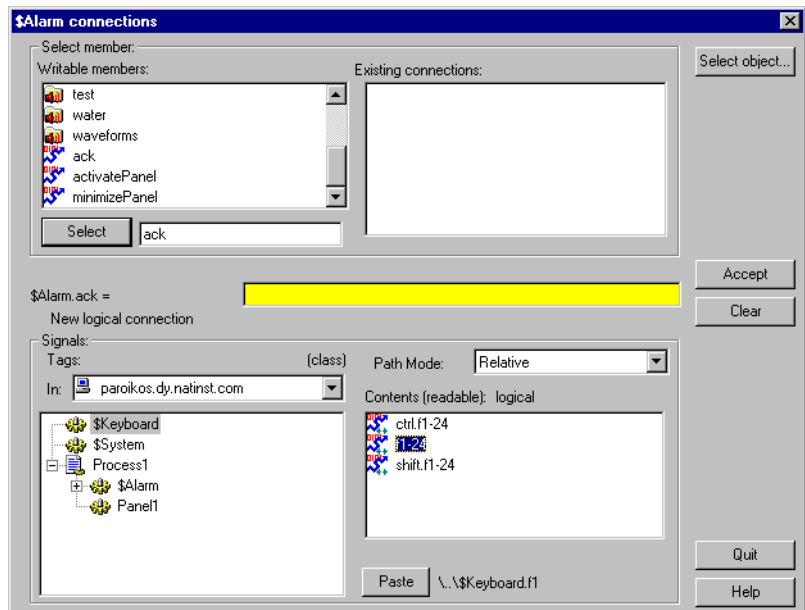 $Alarm connections
Select member:
Writable members:
Existing connections:
Select object...
test
water
waveforms
ack
activatePanel
minimizePanel
Select
ack
Accept
$Alarm.ack =
Clear
New logical connection
Signals:
Tags:
(class)
Path Mode:
Relative
In:
paroikos.dy.natinst.com
Contents (readable): logical
$Keyboard
$System
Process1
$Alarm
Panel1
ctrl.f1-24
f1-24
shift.f1-24
Quit
Paste
\..\$Keyboard.f1
Help